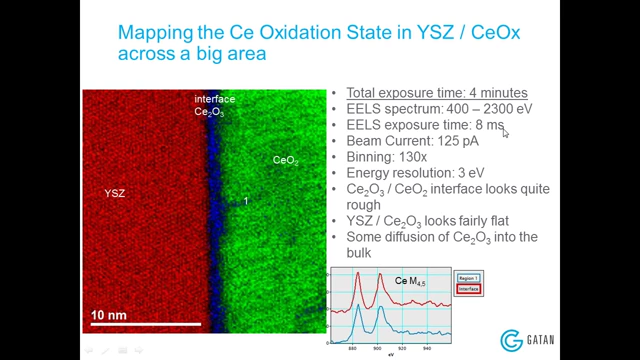 Mapping the Ce Oxidation State in YSZ / CeOx
across a big area
interface
Ce₂O₃
CeO₂
YSZ
1
10 nm
• Total exposure time: 4 minutes
• EELS spectrum: 400 – 2300 eV
• EELS exposure time: 8 ms
• Beam Current: 125 pA
• Binning: 130x
• Energy resolution: 3 eV
• Ce₂O₃ / CeO₂ interface looks quite
rough
• YSZ / Ce₂O₃ looks fairly flat
• Some diffusion of Ce₂O₃ into the
bulk
Ce M₄,₅
Region 1
Interface
880 900 920 940
eV
GATAN